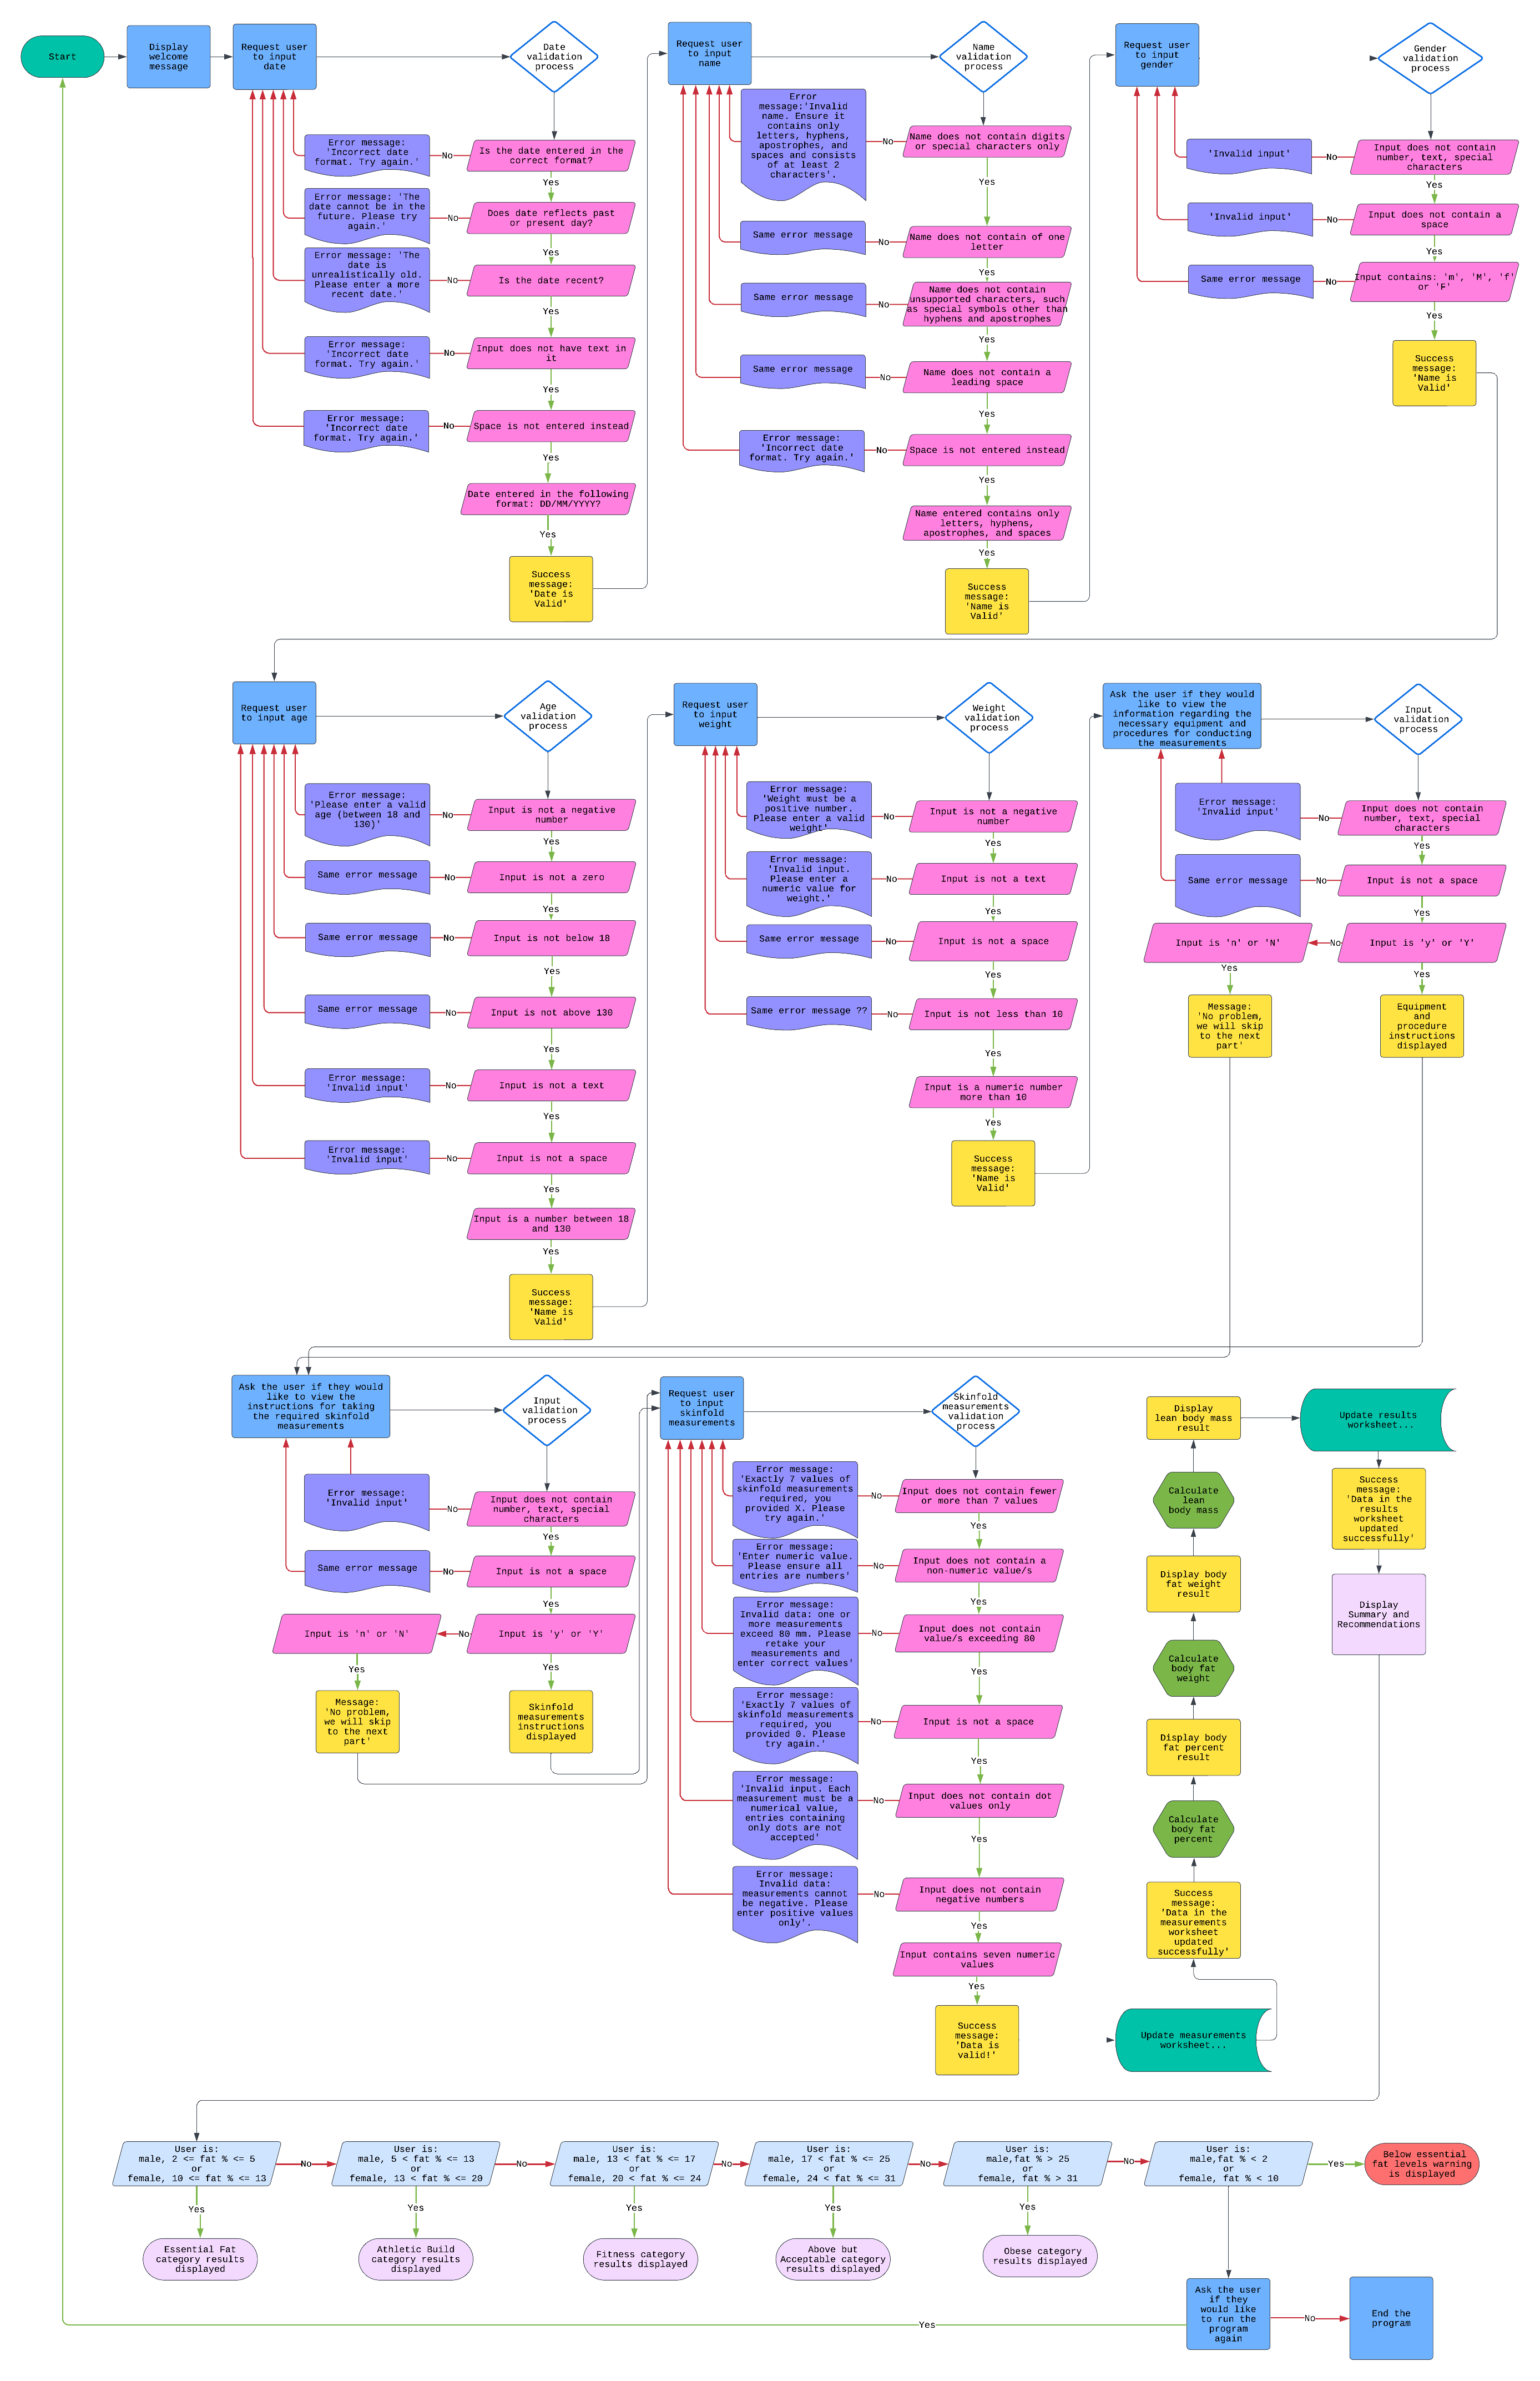 Start
Display
welcome
message
Request user
to input
date
Date
validation
process
Is the date entered in the
correct format?
No
Error message:
'Incorrect date
format. Try again.'
Yes
Does date reflects past
or present day?
No
Error message: 'The
date cannot be in the
future. Please try
again.'
Yes
Is the date recent?
No
Error message: 'The
date is
unrealistically old.
Please enter a more
recent date.'
Yes
Input does not have text in
it
No
Error message:
'Incorrect date
format. Try again.'
Yes
Space is not entered instead
No
Error message:
'Incorrect date
format. Try again.'
Yes
Date entered in the following
format: DD/MM/YYYY?
Yes
Success
message:
'Date is
Valid'
Request user
to input
name
Name
validation
process
Name does not contain digits
or special characters only
No
Error
message:'Invalid
name. Ensure it
contains only
letters, hyphens,
apostrophes, and
spaces and consists
of at least 2
characters'.
Yes
Name does not contain of one
letter
No
Same error message
Yes
Name does not contain
unsupported characters, such
as special symbols other than
hyphens and apostrophes
No
Same error message
Yes
Name does not contain a
leading space
No
Same error message
Yes
Space is not entered instead
No
Error message:
'Incorrect date
format. Try again.'
Yes
Name entered contains only
letters, hyphens,
apostrophes, and spaces
Yes
Success
message:
'Name is
Valid'
Request user
to input
gender
Gender
validation
process
Input does not contain
number, text, special
characters
No
'Invalid input'
Yes
Input does not contain a
space
No
'Invalid input'
Yes
Input contains: 'm', 'M', 'f'
or 'F'
No
Same error message
Yes
Success
message:
'Name is
Valid'
Request user
to input age
Age
validation
process
Input is not a negative
number
No
Error message:
'Please enter a valid
age (between 18 and
130)'
Yes
Input is not a zero
No
Same error message
Yes
Input is not below 18
No
Same error message
Yes
Input is not above 130
No
Same error message
Yes
Input is not a text
No
Error message:
'Invalid input'
Yes
Input is not a space
No
Error message:
'Invalid input'
Yes
Input is a number between 18
and 130
Yes
Success
message:
'Name is
Valid'
Request user
to input
weight
Weight
validation
process
Input is not a negative
number
No
Error message:
'Weight must be a
positive number.
Please enter a valid
weight'
Yes
Input is not a text
No
Error message:
'Invalid input.
Please enter a
numeric value for
weight.'
Yes
Input is not a space
No
Same error message
Yes
Input is not less than 10
No
Same error message ??
Yes
Input is a numeric number
more than 10
Yes
Success
message:
'Name is
Valid'
Ask the user if they would
like to view the
information regarding the
necessary equipment and
procedures for conducting
the measurements
Input
validation
process
Input does not contain
number, text, special
characters
No
Error message:
'Invalid input'
Yes
Input is not a space
No
Same error message
Yes
Input is 'y' or 'Y'
No
Input is 'n' or 'N'
Yes
Yes
Message:
'No problem,
we will skip
to the next
part'
Equipment
and
procedure
instructions
displayed
Ask the user if they would
like to view the
instructions for taking
the required skinfold
measurements
Input
validation
process
Input does not contain
number, text, special
characters
No
Error message:
'Invalid input'
Yes
Input is not a space
No
Same error message
Yes
Input is 'y' or 'Y'
No
Input is 'n' or 'N'
Yes
Yes
Message:
'No problem,
we will skip
to the next
part'
Skinfold
measurements
instructions
displayed
Request user
to input
skinfold
measurements
Skinfold
measurements
validation
process
Input does not contain fewer
or more than 7 values
No
Error message:
'Exactly 7 values of
skinfold measurements
required, you
provided X. Please
try again.'
Yes
Input does not contain a
non-numeric value/s
No
Error message:
'Enter numeric value.
Please ensure all
entries are numbers'
Yes
Input does not contain
value/s exceeding 80
No
Error message:
Invalid data: one or
more measurements
exceed 80 mm. Please
retake your
measurements and
enter correct values'
Yes
Input is not a space
No
Error message:
'Exactly 7 values of
skinfold measurements
required, you
provided 0. Please
try again.'
Yes
Input does not contain dot
values only
No
Error message:
'Invalid input. Each
measurement must be a
numerical value,
entries containing
only dots are not
accepted'
Yes
Input does not contain
negative numbers
No
Error message:
Invalid data:
measurements cannot
be negative. Please
enter positive values
only'.
Yes
Input contains seven numeric
values
Yes
Success
message:
'Data is
valid!'
Update measurements
worksheet...
Success
message:
'Data in the
measurements
worksheet
updated
successfully'
Calculate
body fat
percent
Display body
fat percent
result
Calculate
body fat
weight
Display body
fat weight
result
Calculate
lean
body mass
Display
lean body mass
result
Update results
worksheet...
Success
message:
'Data in the
results
worksheet
updated
successfully'
Display
Summary and
Recommendations
User is:
male, 2 <= fat % <= 5
or
female, 10 <= fat % <= 13
No
User is:
male, 5 < fat % <= 13
or
female, 13 < fat % <= 20
No
User is:
male, 13 < fat % <= 17
or
female, 20 < fat % <= 24
No
User is:
male, 17 < fat % <= 25
or
female, 24 < fat % <= 31
No
User is:
male,fat % > 25
or
female, fat % > 31
No
User is:
male,fat % < 2
or
female, fat % < 10
Yes
Below essential
fat levels warning
is displayed
Yes
Yes
Yes
Yes
Yes
Essential Fat
category results
displayed
Athletic Build
category results
displayed
Fitness category
results displayed
Above but
Acceptable category
results displayed
Obese category
results displayed
Ask the user
if they
would like
to run the
program
again
No
End the
program
Yes